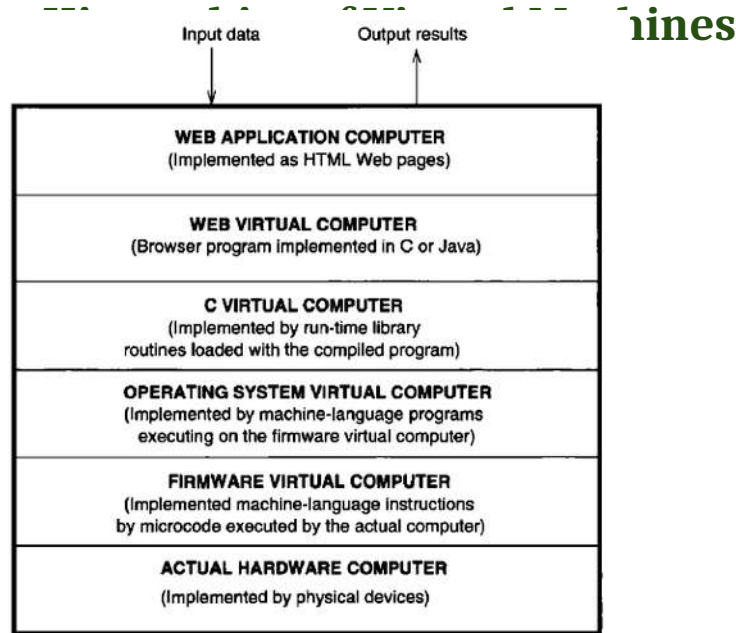 hines
Input data
Output results
WEB APPLICATION COMPUTER
(Implemented as HTML Web pages)
WEB VIRTUAL COMPUTER
(Browser program implemented in C or Java)
C VIRTUAL COMPUTER
(Implemented by run-time library
routines loaded with the compiled program)
OPERATING SYSTEM VIRTUAL COMPUTER
(Implemented by machine-language programs
executing on the firmware virtual computer)
FIRMWARE VIRTUAL COMPUTER
(Implemented machine-language instructions
by microcode executed by the actual computer)
ACTUAL HARDWARE COMPUTER
(Implemented by physical devices)